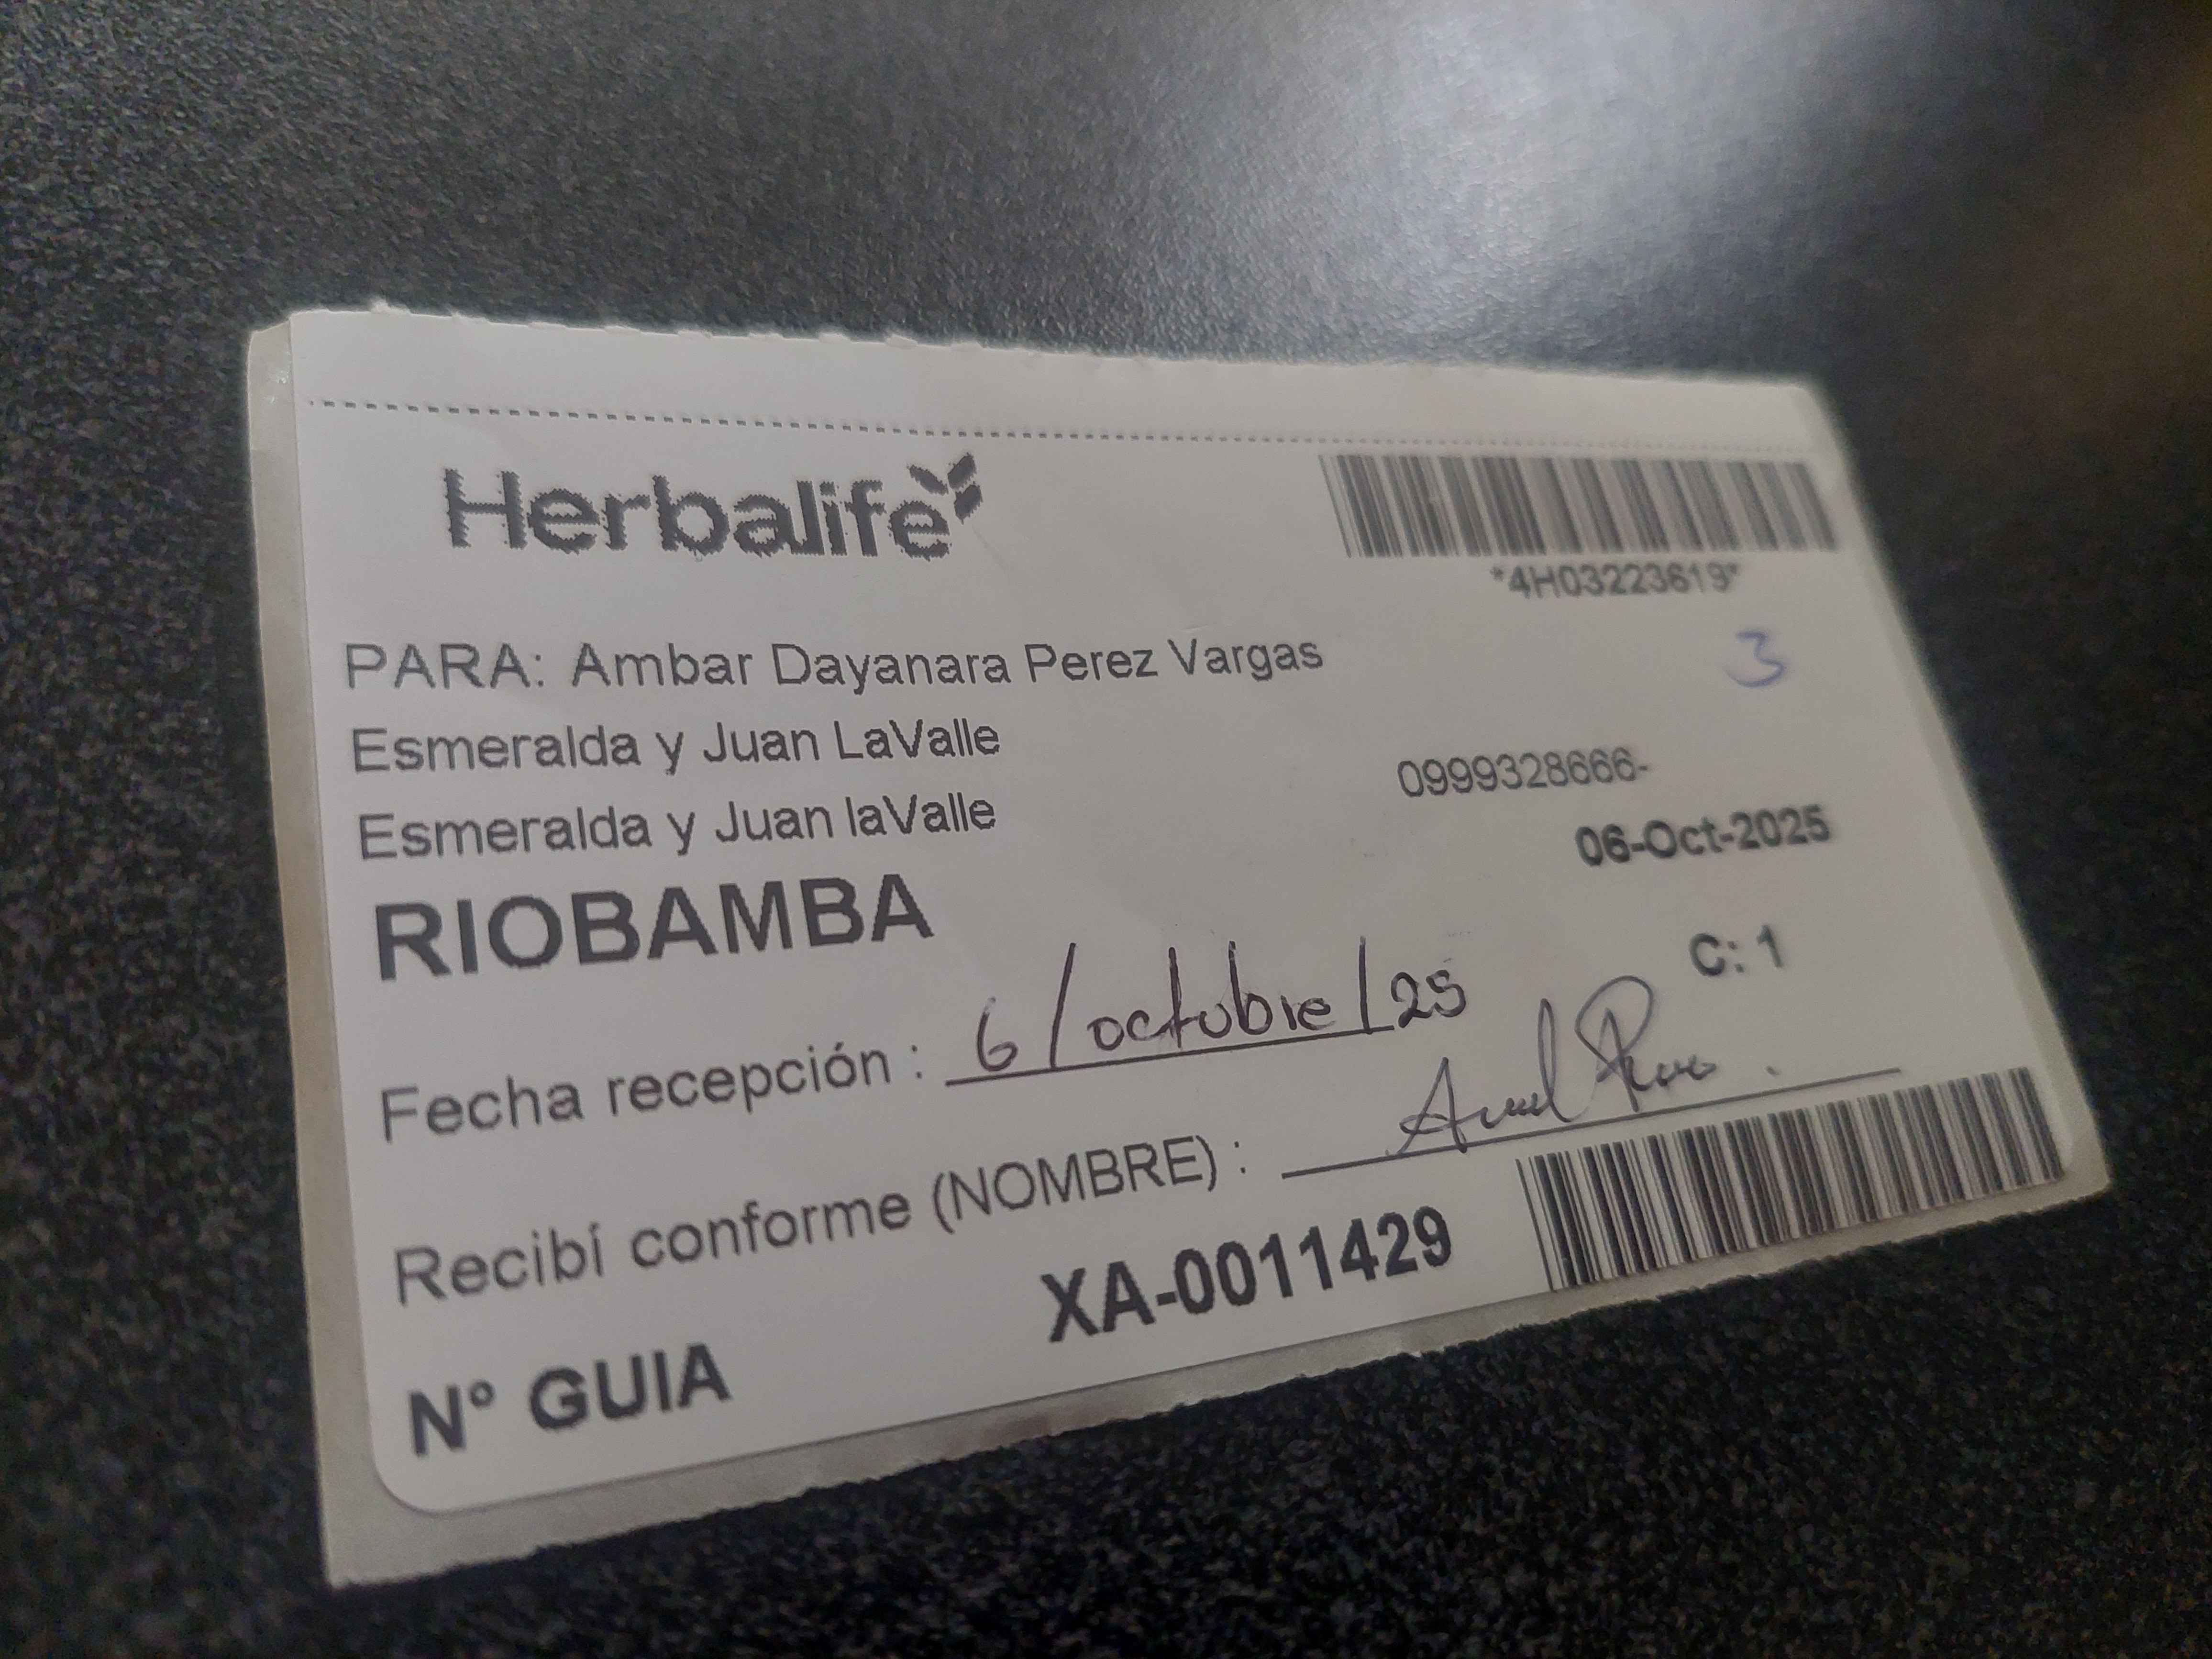 Herbalife
*4H03223619*
3
PARA: Ambar Dayanara Perez Vargas
Esmeralda y Juan LaValle
0999328666-
Esmeralda y Juan laValle
06-Oct-2025
RIOBAMBA
C: 1
Fecha recepción : 6/octubre/25
Recibí conforme (NOMBRE) :
N° GUIA XA-0011429